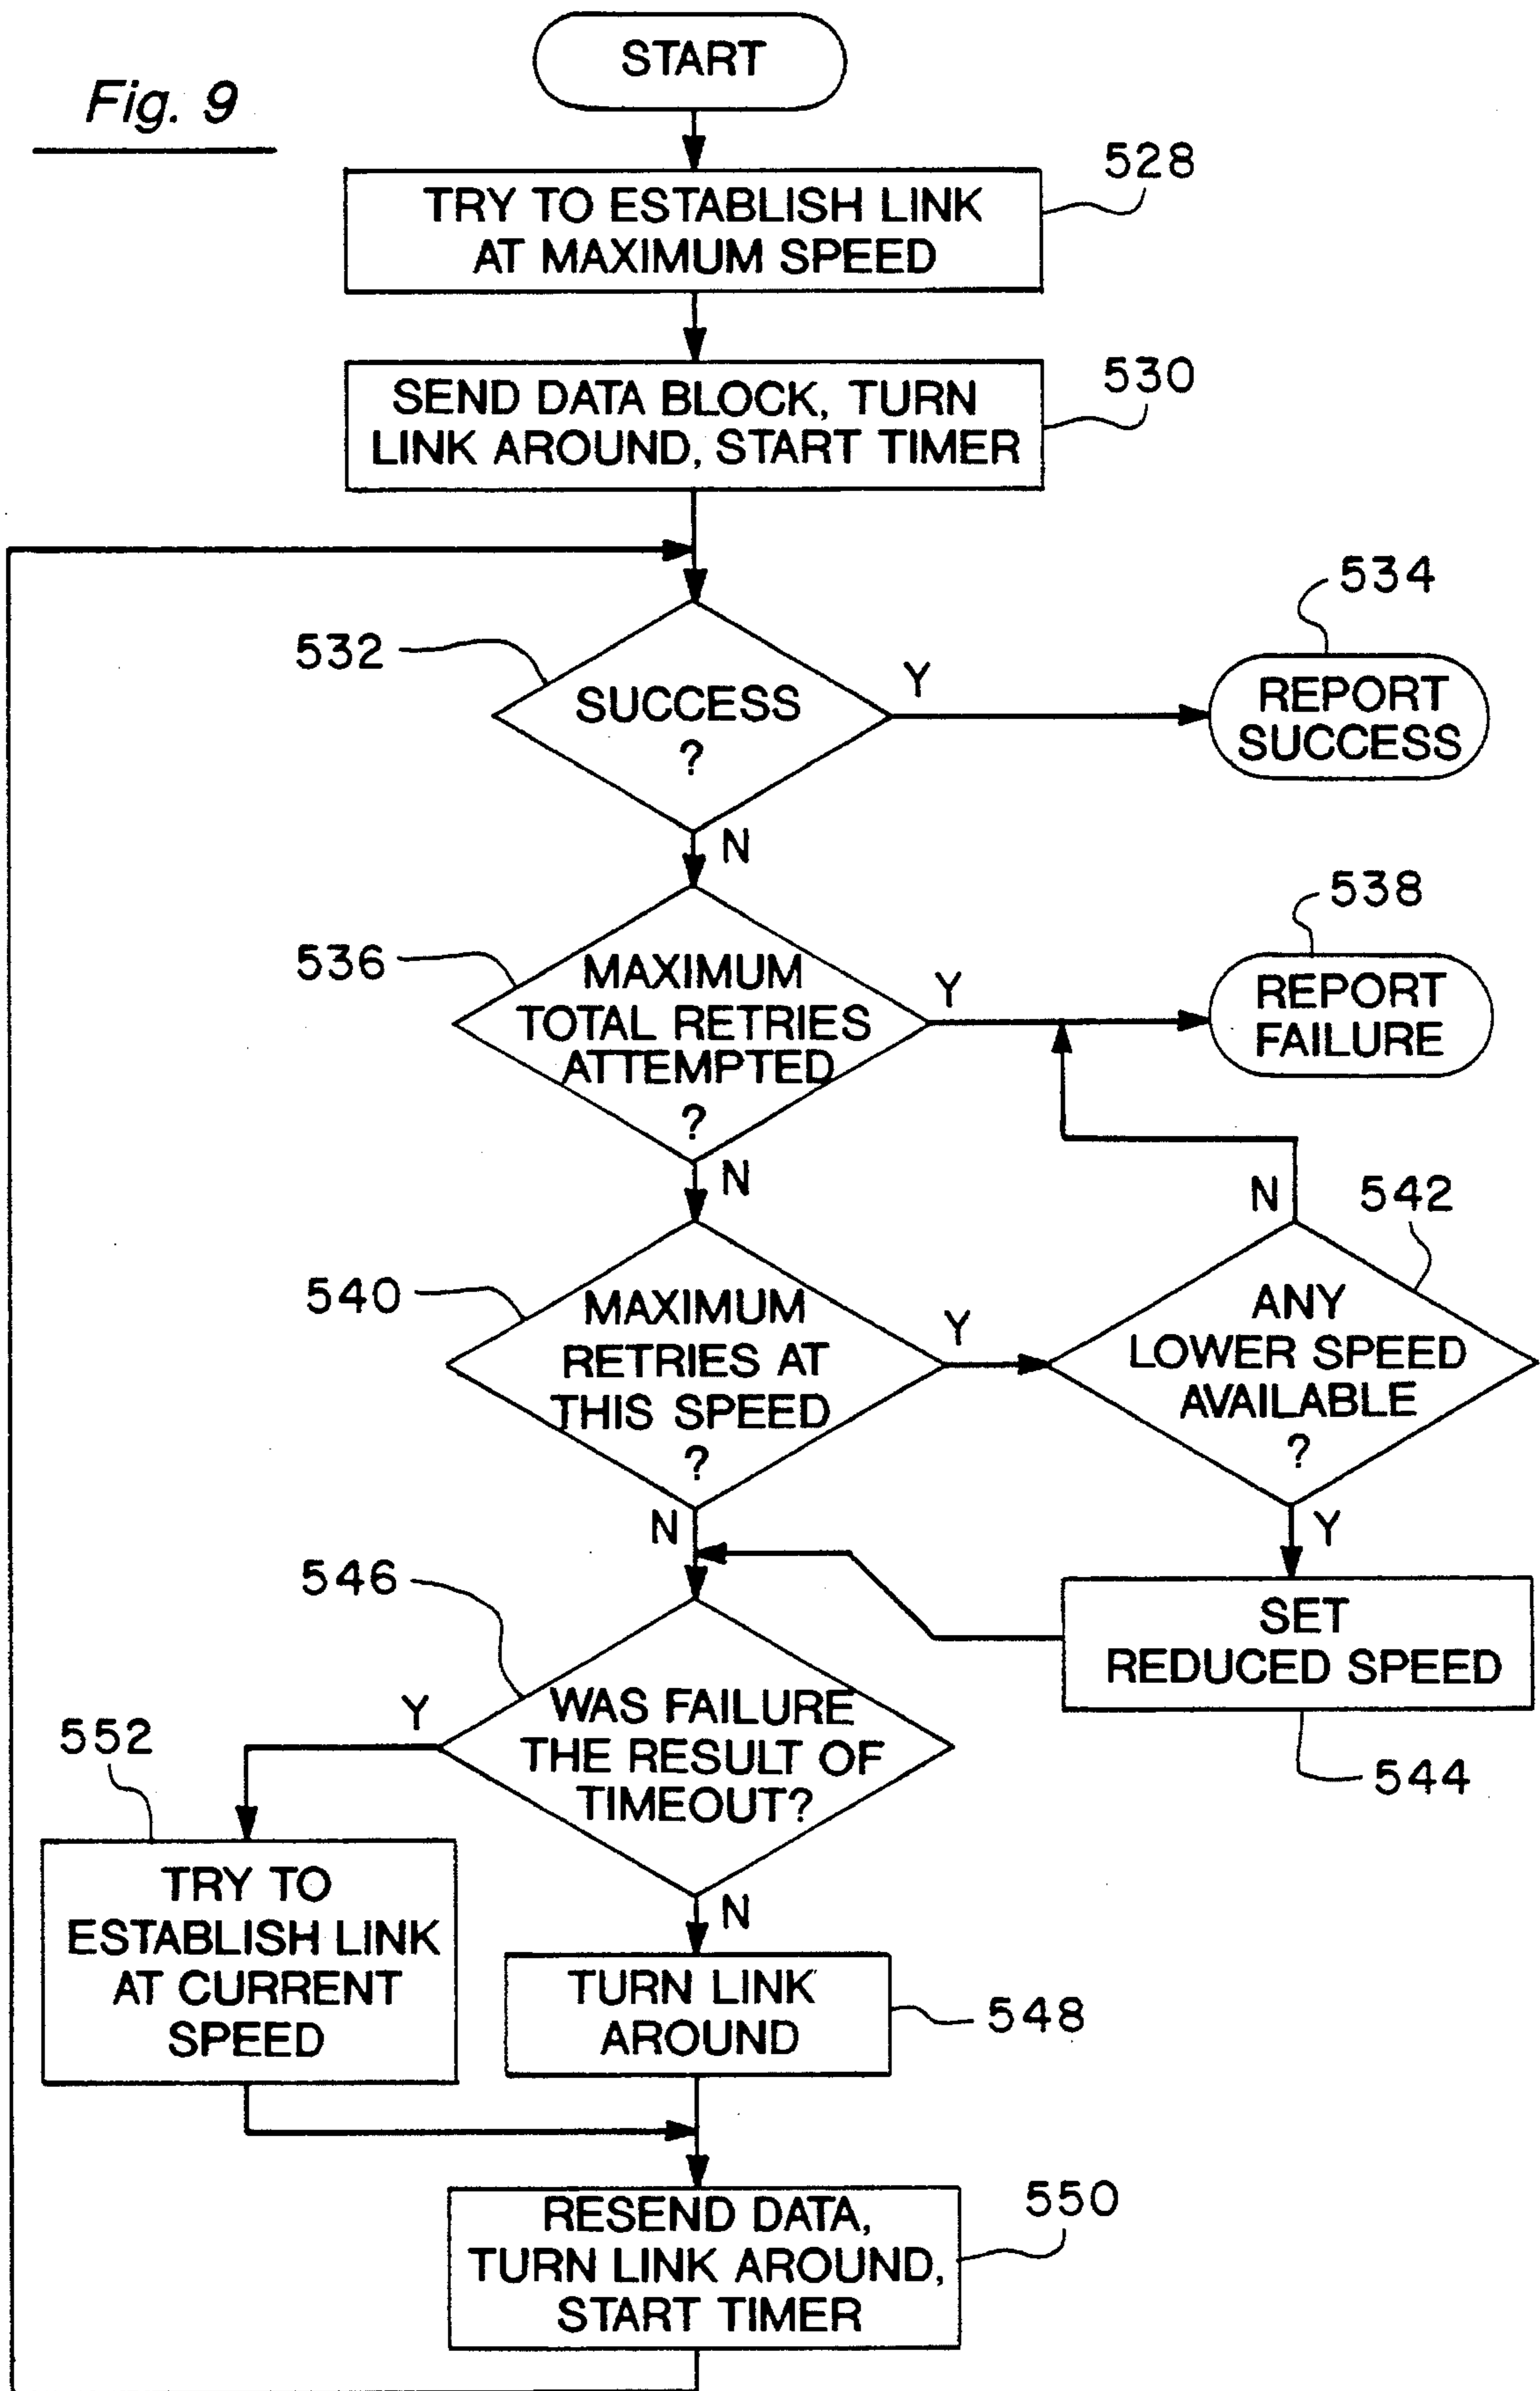 Fig. 9
START
528
TRY TO ESTABLISH LINK
AT MAXIMUM SPEED
530
SEND DATA BLOCK, TURN
LINK AROUND, START TIMER
532
SUCCESS
?
Y
534
REPORT
SUCCESS
N
536
MAXIMUM
TOTAL RETRIES
ATTEMPTED
?
Y
538
REPORT
FAILURE
N
540
MAXIMUM
RETRIES AT
THIS SPEED
?
Y
N
542
ANY
LOWER SPEED
AVAILABLE
?
N
Y
SET
REDUCED SPEED
544
546
WAS FAILURE
THE RESULT OF
TIMEOUT?
Y
552
TRY TO
ESTABLISH LINK
AT CURRENT
SPEED
N
TURN LINK
AROUND
548
550
RESEND DATA,
TURN LINK AROUND,
START TIMER